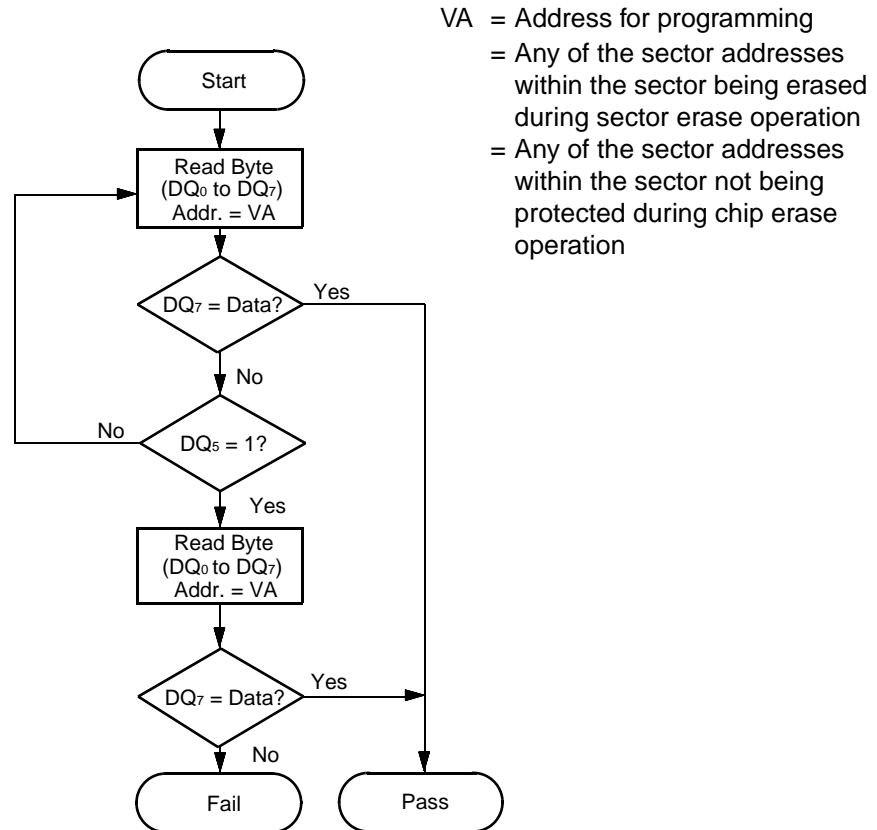 VA = Address for programming
= Any of the sector addresses
within the sector being erased
during sector erase operation
= Any of the sector addresses
within the sector not being
protected during chip erase
operation
Start
Read Byte
(DQ0 to DQ7)
Addr. = VA
DQ7 = Data?
Yes
No
DQ5 = 1?
No
Yes
Read Byte
(DQ0 to DQ7)
Addr. = VA
DQ7 = Data?
Yes
No
Fail
Pass